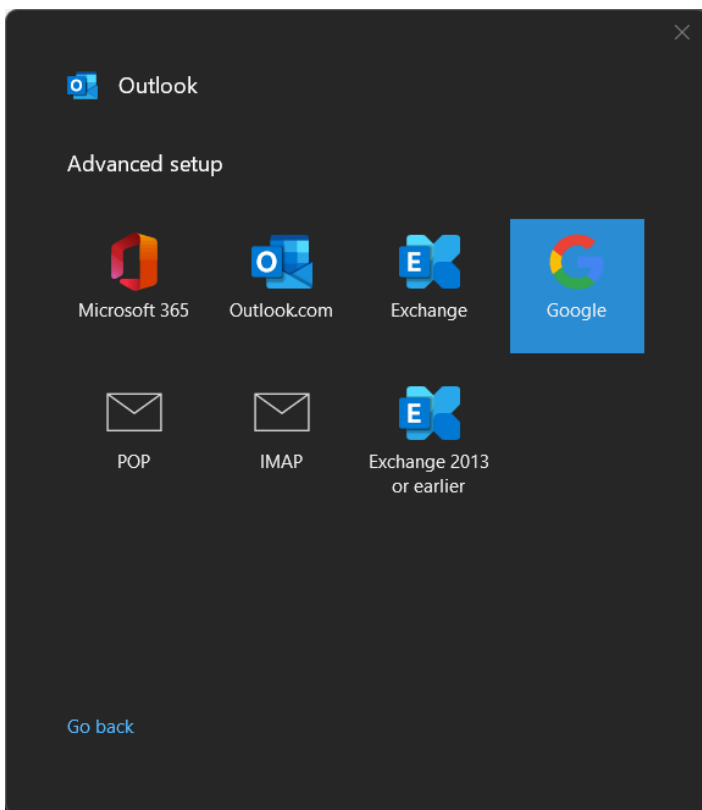 Outlook
Advanced setup
Microsoft 365
Outlook.com
Exchange
Google
POP
IMAP
Exchange 2013
or earlier
Go back